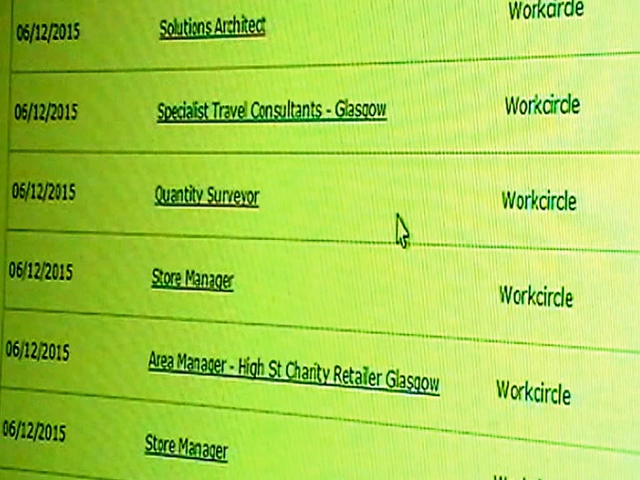 06/12/2015 Solutions Architect Workcircle
06/12/2015 Specialist Travel Consultants - Glasgow Workcircle
06/12/2015 Quantity Surveyor Workcircle
06/12/2015 Store Manager Workcircle
06/12/2015 Area Manager - High St Charity Retailer Glasgow Workcircle
06/12/2015 Store Manager